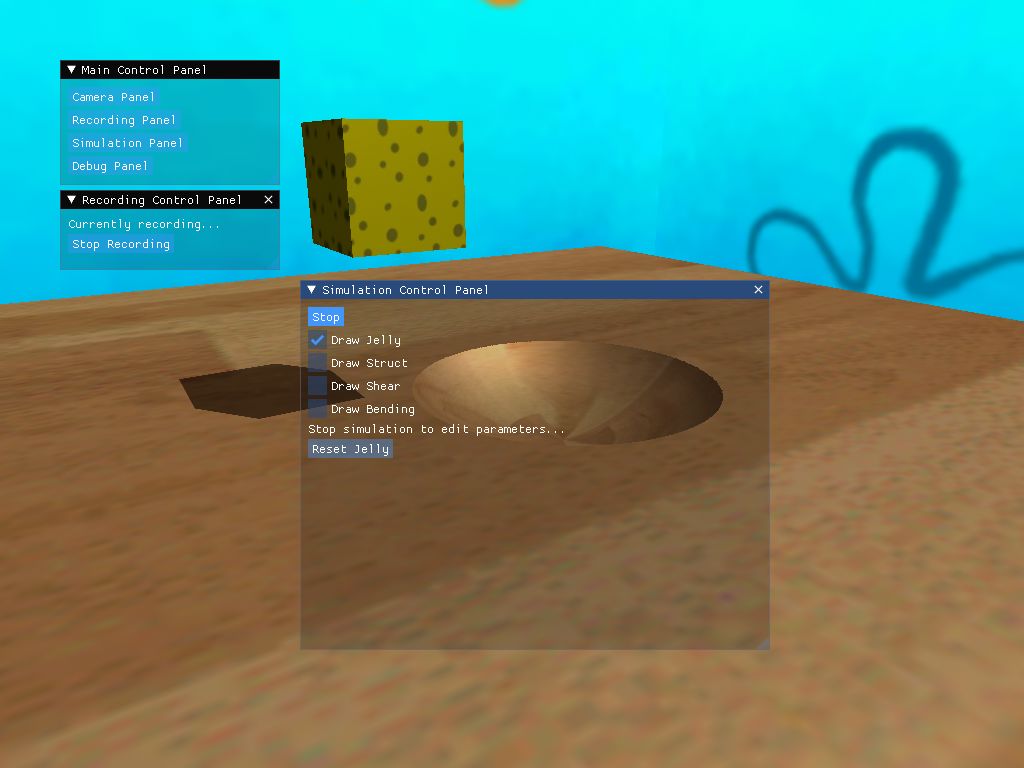 Main Control Panel
Camera Panel
Recording Panel
Simulation Panel
Debug Panel
Recording Control Panel
Currently recording...
Stop Recording
Simulation Control Panel
Stop
Draw Jelly
Draw Struct
Draw Shear
Draw Bending
Stop simulation to edit parameters...
Reset Jelly